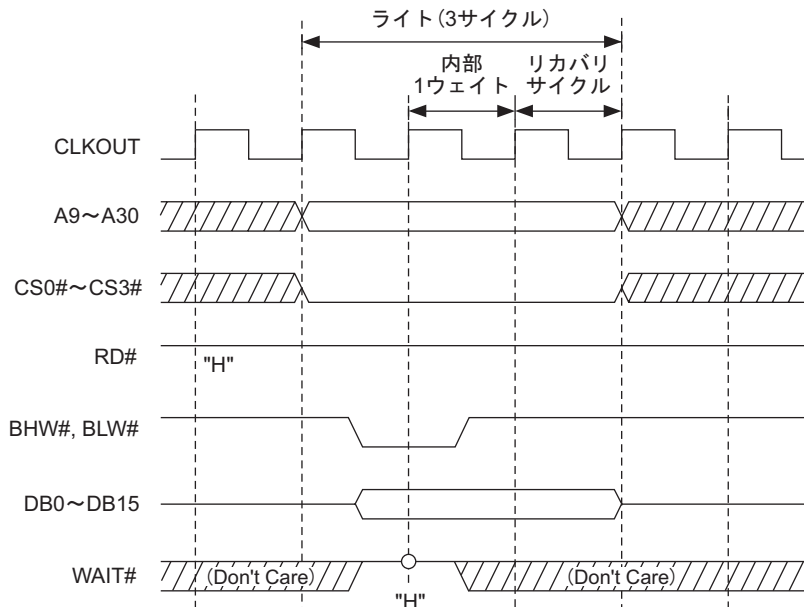 ライト(3サイクル)
内部
1ウェイト
リカバリ
サイクル
CLKOUT
A9～A30
CS0#～CS3#
RD#
"H"
BHW#, BLW#
DB0～DB15
WAIT#
(Don't Care)
(Don't Care)
"H"